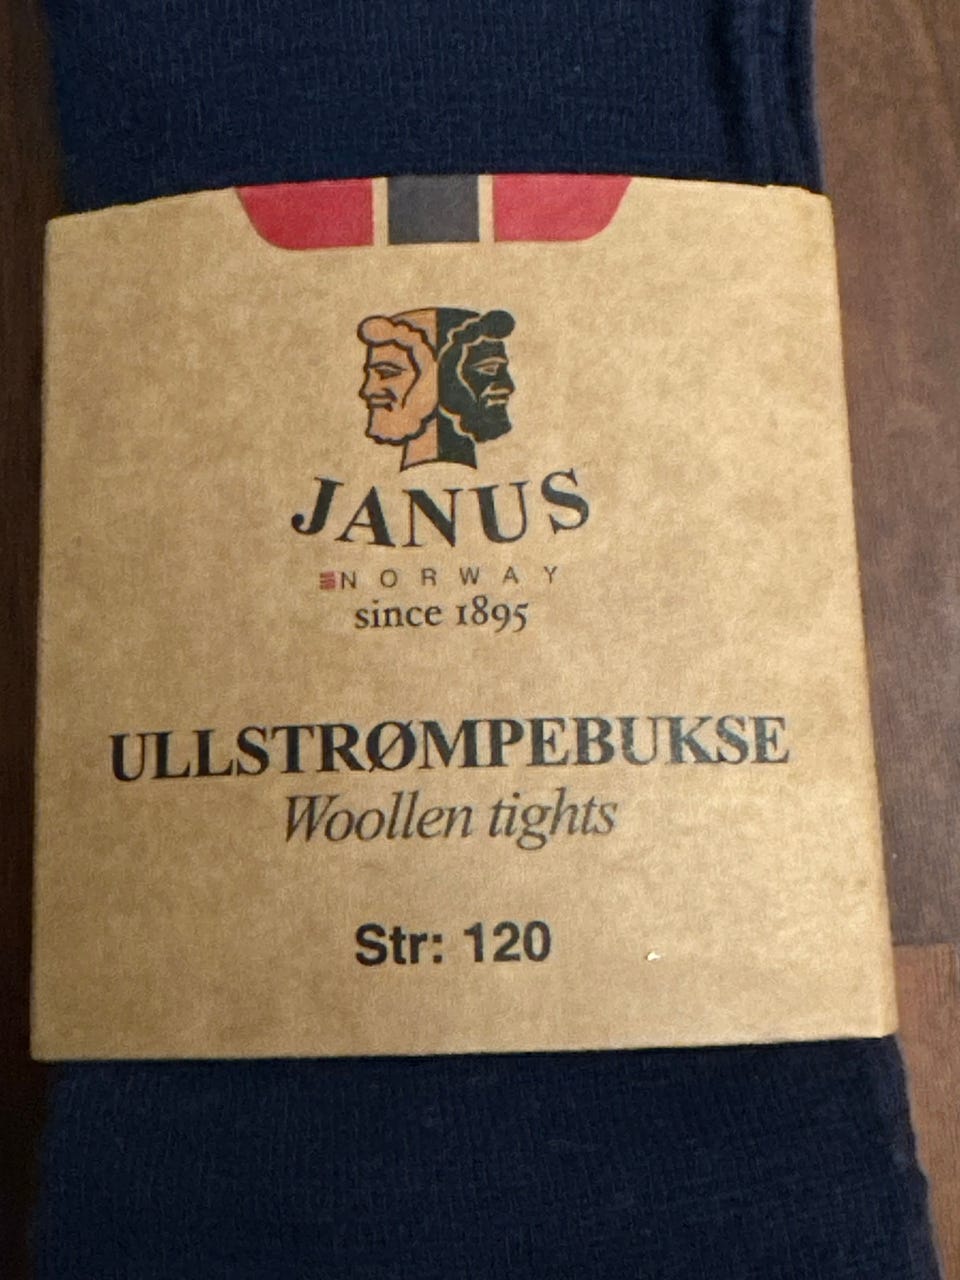 JANUS
NORWAY
since 1895
ULLSTRØMPEBUKSE
Woollen tights
Str: 120